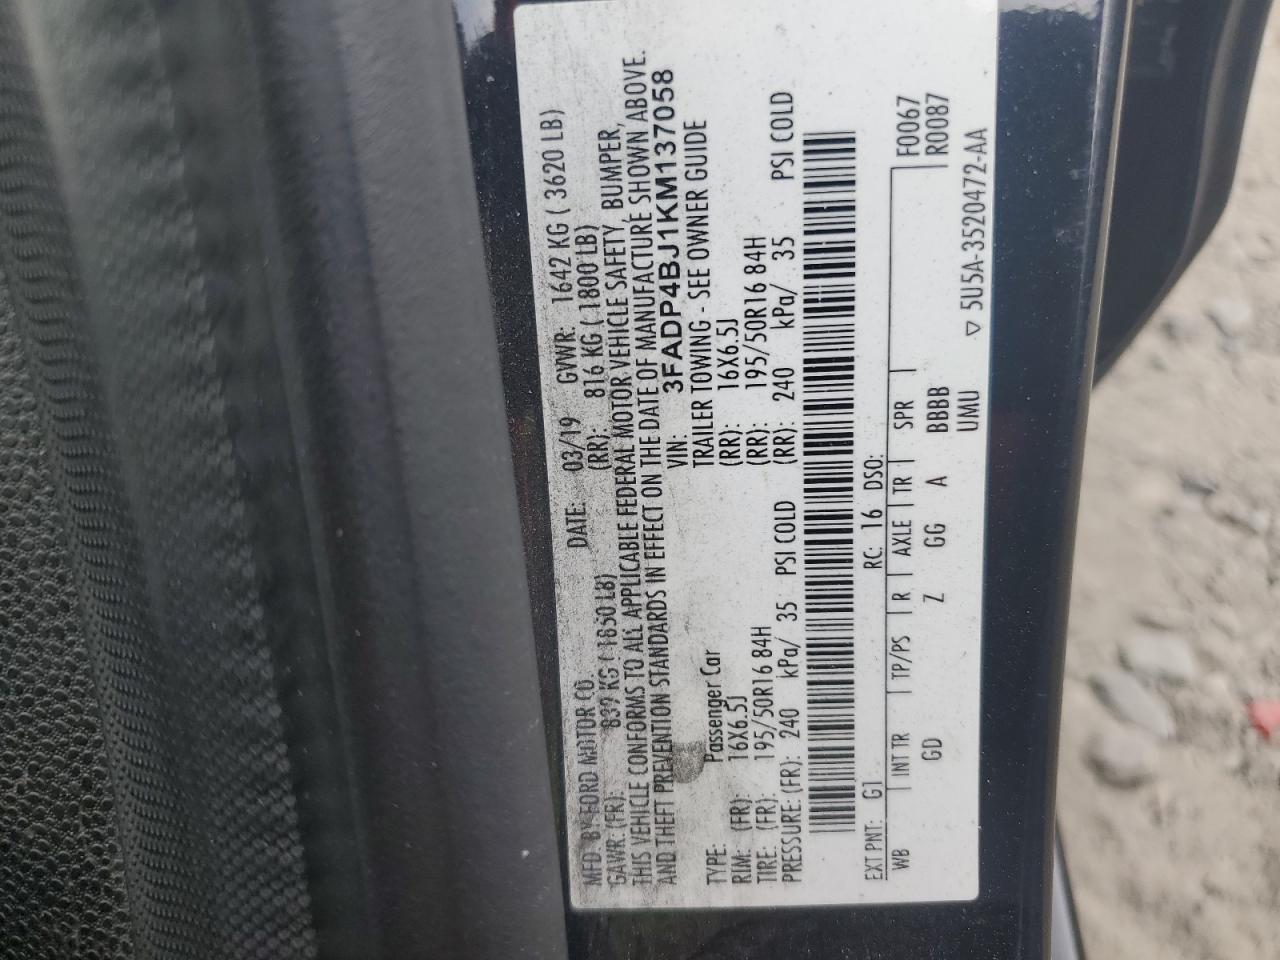 MFD. BY FORD MOTOR CO. DATE: 03/19 GVWR: 1642 KG ( 3620 LB)
GAWR: (FR): 839 KG ( 1850 LB) (RR): 816 KG ( 1800 LB)
THIS VEHICLE CONFORMS TO ALL APPLICABLE FEDERAL MOTOR VEHICLE SAFETY, BUMPER,
AND THEFT PREVENTION STANDARDS IN EFFECT ON THE DATE OF MANUFACTURE SHOWN ABOVE.
VIN: 3FADP4BJ1KM137058
TYPE: Passenger Car TRAILER TOWING - SEE OWNER GUIDE
RIM: (FR): 16X6.5J (RR): 16X6.5J
TIRE: (FR): 195/50R16 84H (RR): 195/50R16 84H
PRESSURE: (FR): 240 kPa/ 35 PSI COLD (RR): 240 kPa/ 35 PSI COLD
EXT PNT: G1 RC: 16 DSO:
WB INT TR TP/PS R AXLE TR SPR F0067
GD Z GG A BBBB R0087
UMU
▽ 5U5A-3520472-AA